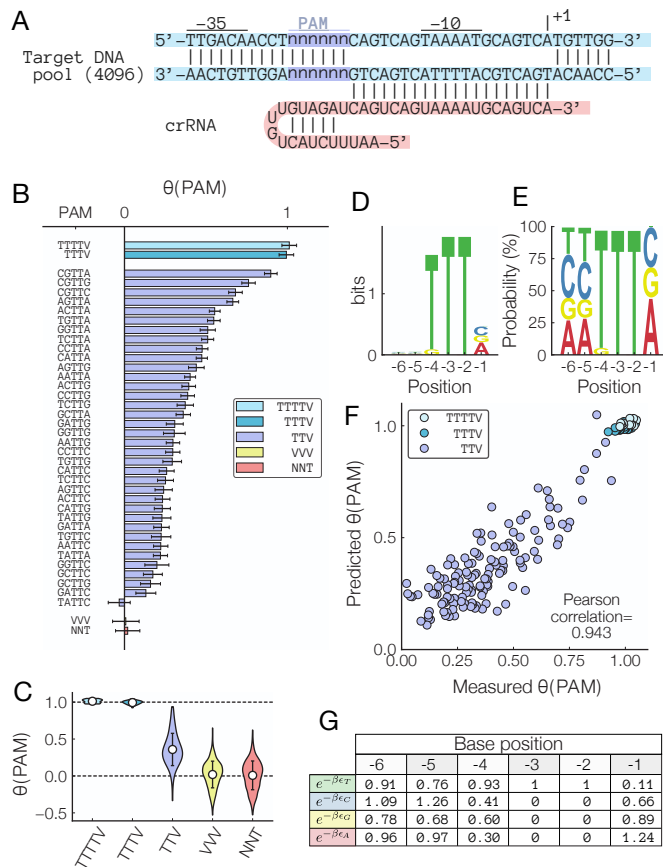 A
-35 PAM -10 +1
5'-TTGACAACCTnnnnnnCAGTCAGTAAAATGCAGTCATGTTGG-3'
Target DNA
pool (4096)
3'-AACTGTTGGAnnnnnnGTCAGTCATTTTACGTCAGTACAACC-5'
crRNA
UGUAGAUCAGUCAGUAAAAUGCAGUCA-3'
U
G
UCAUCUUUAA-5'
B
θ(PAM)
PAM 0 1
TTTTV
TTTV
CGTTA
CGTTG
CGTTC
AGTTA
ACTTA
TGTTA
GGTTA
TCTTA
CCTTA
CATTA
AGTTG
AATTA
ACTTG
CCTTG
TCTTG
GCTTA
GATTG
GGTTG
AATTG
CCTTC
TGTTG
CATTC
TCTTC
AGTTC
ACTTC
CATTG
TATTG
GATTA
TGTTC
AATTC
TATTA
GGTTC
GCTTC
GCTTG
GATTC
TATTC
VVV
NNT
TTTTV
TTTV
TTV
VVV
NNT
C
θ(PAM)
1.0
0.5
0.0
-0.5
TTTTV TTTV TTV VVV NNT
D
bits
1
0
T T T
G
C
G
A
-6 -5 -4 -3 -2 -1
Position
E
Probability (%)
100
75
50
25
0
T T T T T C
C C G
G G G A
A A
-6 -5 -4 -3 -2 -1
Position
F
TTTTV
TTTV
TTV
Predicted θ(PAM)
1.0
0.5
0.0
Pearson
correlation=
0.943
0.00 0.25 0.50 0.75 1.00
Measured θ(PAM)
G
Base position
-6 -5 -4 -3 -2 -1
e^-βϵT 0.91 0.76 0.93 1 1 0.11
e^-βϵC 1.09 1.26 0.41 0 0 0.66
e^-βϵG 0.78 0.68 0.60 0 0 0.89
e^-βϵA 0.96 0.97 0.30 0 0 1.24